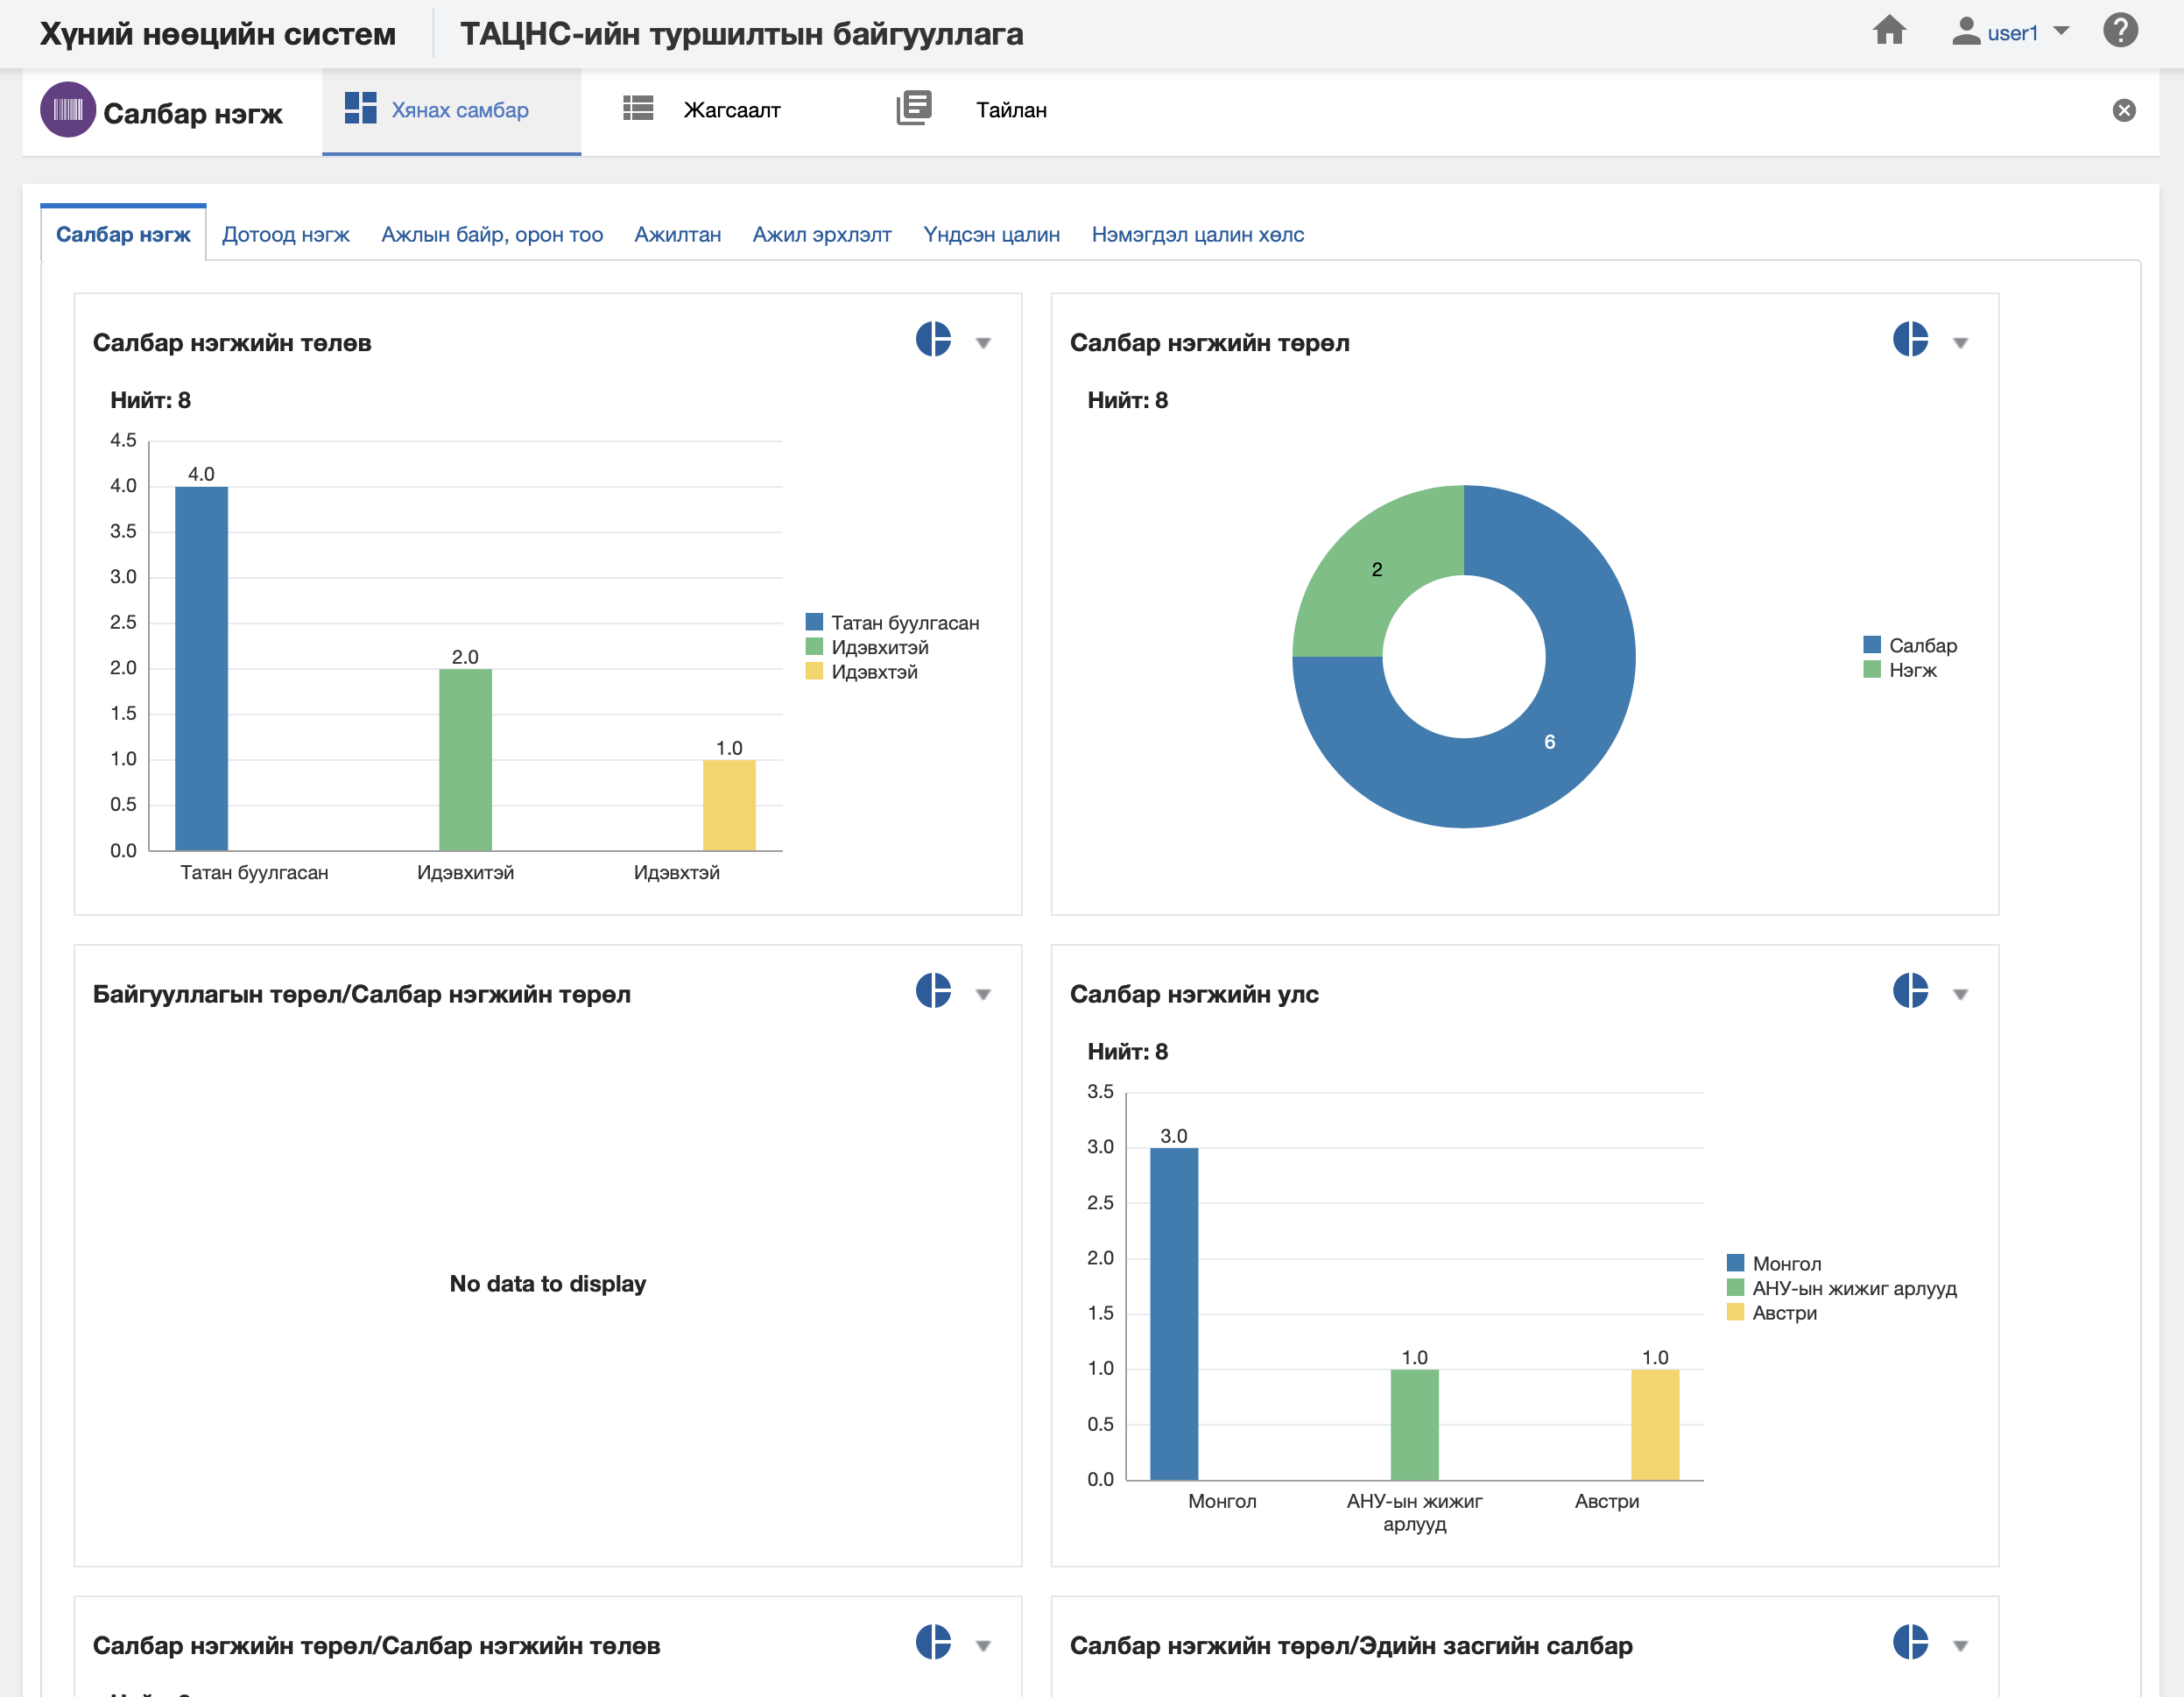 Хүний нөөцийн систем
ТАЦНС-ийн туршилтын байгууллага
user1
?
Салбар нэгж
Хянах самбар
Жагсаалт
Тайлан
Салбар нэгж
Дотоод нэгж
Ажлын байр, орон тоо
Ажилтан
Ажил эрхлэлт
Үндсэн цалин
Нэмэгдэл цалин хөлс
Салбар нэгжийн төлөв
Нийт: 8
4.5
4.0
3.5
3.0
2.5
2.0
1.5
1.0
0.5
0.0
4.0
2.0
1.0
Татан буулгасан
Идэвхитэй
Идэвхтэй
Татан буулгасан
Идэвхитэй
Идэвхтэй
Салбар нэгжийн төрөл
Нийт: 8
2
6
Салбар
Нэгж
Байгууллагын төрөл/Салбар нэгжийн төрөл
No data to display
Салбар нэгжийн улс
Нийт: 8
3.5
3.0
2.5
2.0
1.5
1.0
0.5
0.0
3.0
1.0
1.0
Монгол
АНУ-ын жижиг
арлууд
Австри
Монгол
АНУ-ын жижиг арлууд
Австри
Салбар нэгжийн төрөл/Салбар нэгжийн төлөв
Салбар нэгжийн төрөл/Эдийн засгийн салбар